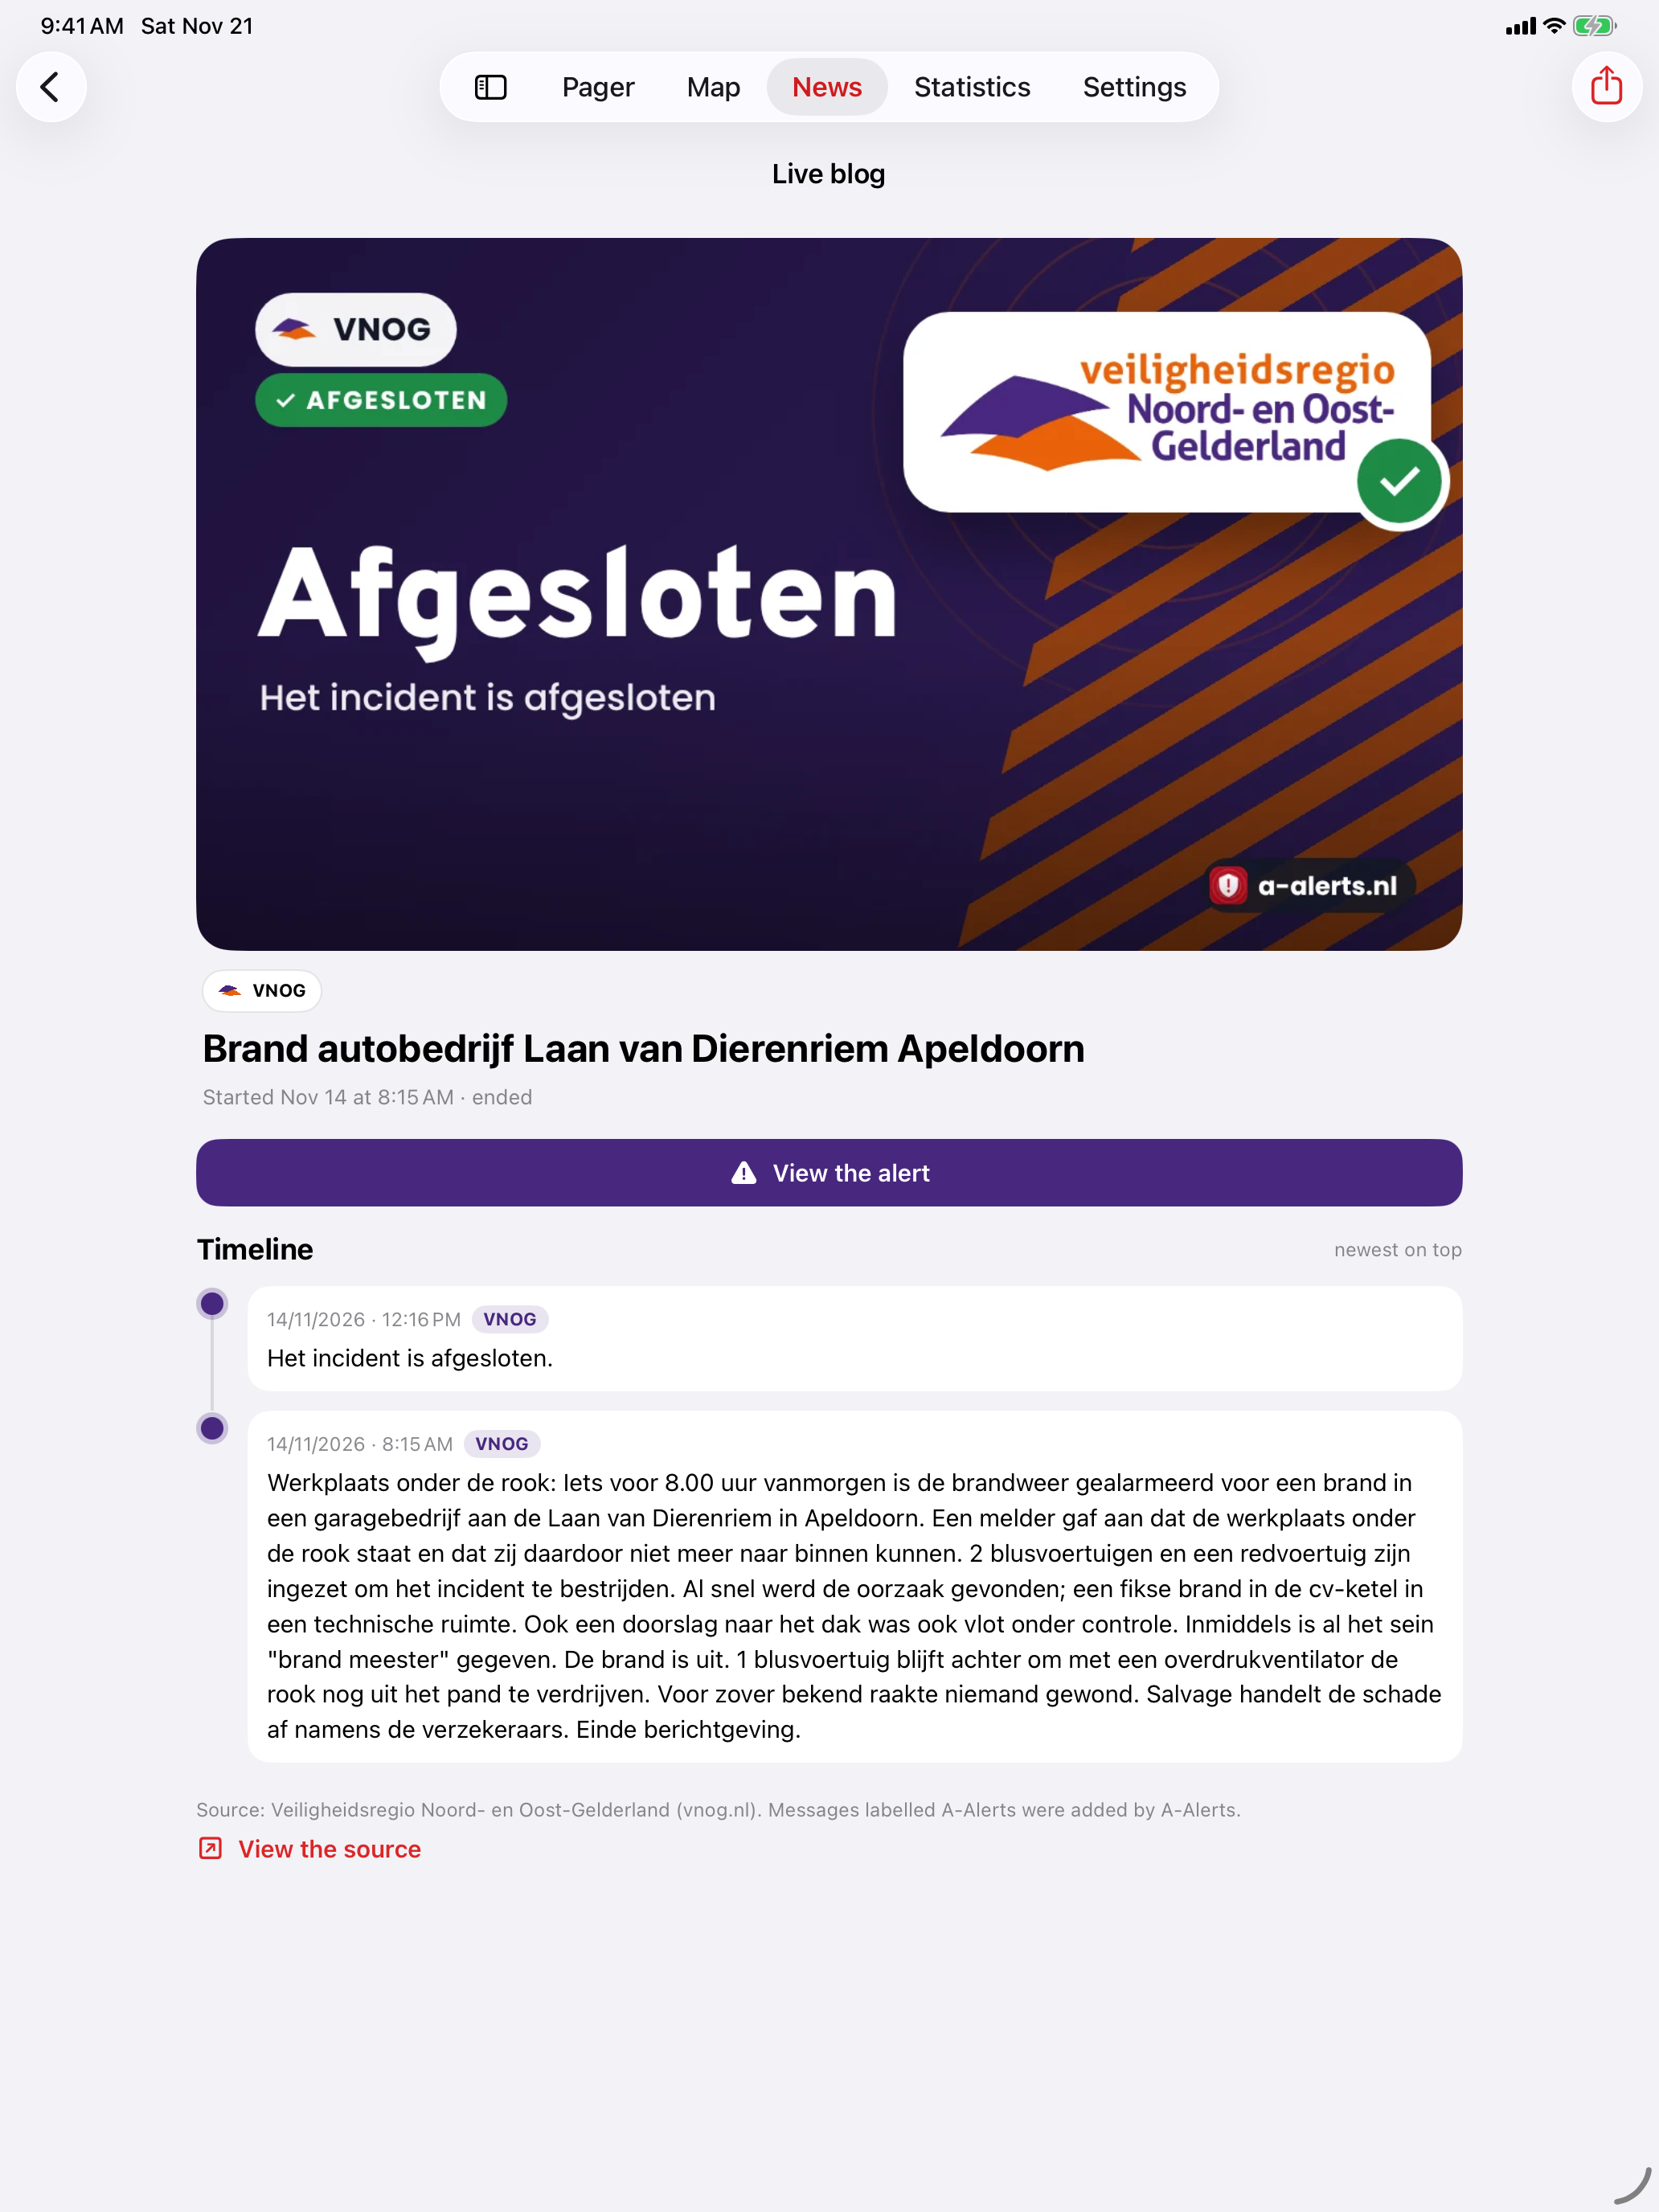 9:41 AM Sat Nov 21
Pager Map News Statistics Settings
Live blog
VNOG
AFGESLOTEN
veiligheidsregio
Noord- en Oost-
Gelderland
Afgesloten
Het incident is afgesloten
a-alerts.nl
VNOG
Brand autobedrijf Laan van Dierenriem Apeldoorn
Started Nov 14 at 8:15 AM · ended
View the alert
Timeline
newest on top
14/11/2026 · 12:16 PM VNOG
Het incident is afgesloten.
14/11/2026 · 8:15 AM VNOG
Werkplaats onder de rook: Iets voor 8.00 uur vanmorgen is de brandweer gealarmeerd voor een brand in
een garagebedrijf aan de Laan van Dierenriem in Apeldoorn. Een melder gaf aan dat de werkplaats onder
de rook staat en dat zij daardoor niet meer naar binnen kunnen. 2 blusvoertuigen en een redvoertuig zijn
ingezet om het incident te bestrijden. Al snel werd de oorzaak gevonden; een fikse brand in de cv-ketel in
een technische ruimte. Ook een doorslag naar het dak was ook vlot onder controle. Inmiddels is al het sein
"brand meester" gegeven. De brand is uit. 1 blusvoertuig blijft achter om met een overdrukventilator de
rook nog uit het pand te verdrijven. Voor zover bekend raakte niemand gewond. Salvage handelt de schade
af namens de verzekeraars. Einde berichtgeving.
Source: Veiligheidsregio Noord- en Oost-Gelderland (vnog.nl). Messages labelled A-Alerts were added by A-Alerts.
View the source